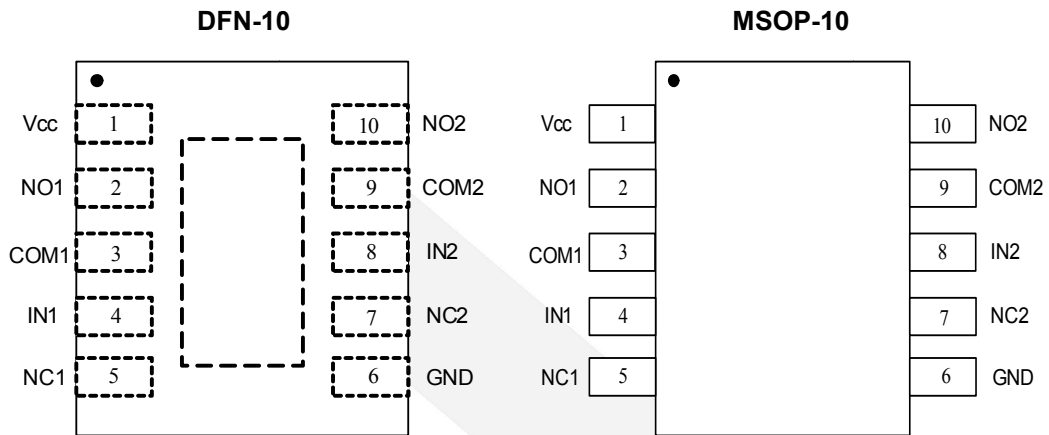 DFN-10
Vcc 1 10 NO2
NO1 2 9 COM2
COM1 3 8 IN2
IN1 4 7 NC2
NC1 5 6 GND
MSOP-10
Vcc 1 10 NO2
NO1 2 9 COM2
COM1 3 8 IN2
IN1 4 7 NC2
NC1 5 6 GND